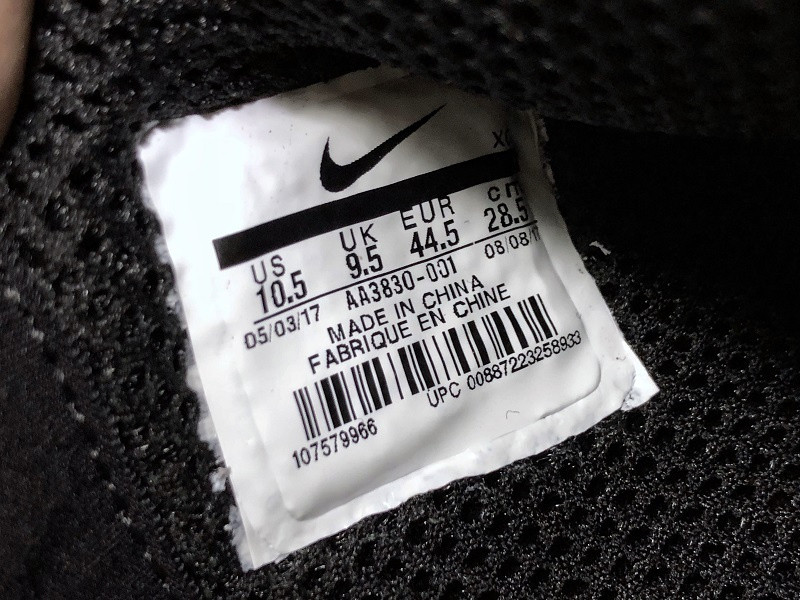 US UK EUR cm
10.5 9.5 44.5 28.5
05/03/17 AA3830-001 08/08/17
MADE IN CHINA
FABRIQUE EN CHINE
UPC 00887223258933
107579966